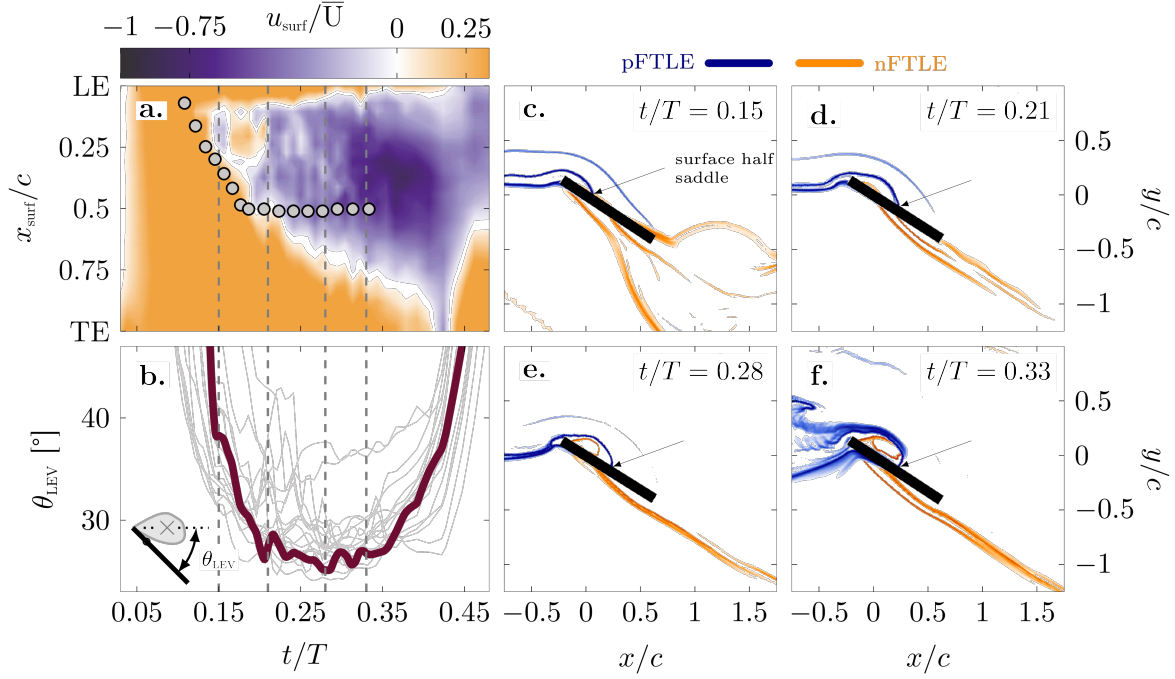 u_surf/U̅
−1 −0.75 0 0.25
pFTLE nFTLE
LE
0.25
0.5
0.75
TE
x_surf/c
a.
c. t/T = 0.15
surface half
saddle
d. t/T = 0.21
0.5
0
−0.5
−1
y/c
b.
40
30
θ_LEV [°]
θ_LEV
e. t/T = 0.28
f. t/T = 0.33
0.5
0
−0.5
−1
y/c
0.05 0.15 0.25 0.35 0.45
−0.5 0 0.5 1 1.5
−0.5 0 0.5 1 1.5
t/T
x/c
x/c